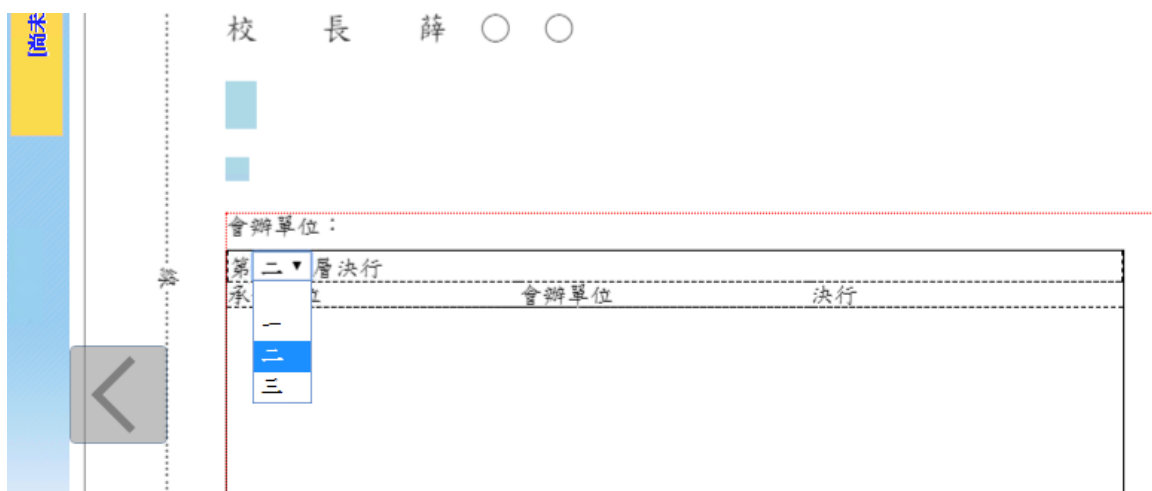 [尚未
校 長 薛 ○ ○
會辦單位：
線
第 二▼ 層決行
承 位 會辦單位 決行
一
二
三